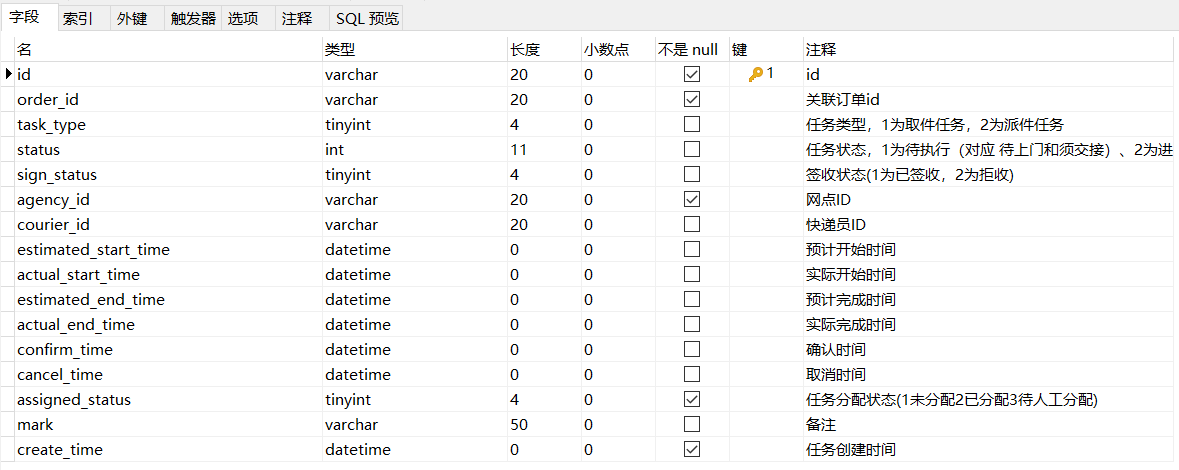 字段 索引 外键 触发器 选项 注释 SQL 预览
名 类型 长度 小数点 不是 null 键 注释
id varchar 20 0 1 id
order_id varchar 20 0 关联订单id
task_type tinyint 4 0 任务类型，1为取件任务，2为派件任务
status int 11 0 任务状态，1为待执行（对应 待上门和须交接）、2为进
sign_status tinyint 4 0 签收状态(1为已签收，2为拒收)
agency_id varchar 20 0 网点ID
courier_id varchar 20 0 快递员ID
estimated_start_time datetime 0 0 预计开始时间
actual_start_time datetime 0 0 实际开始时间
estimated_end_time datetime 0 0 预计完成时间
actual_end_time datetime 0 0 实际完成时间
confirm_time datetime 0 0 确认时间
cancel_time datetime 0 0 取消时间
assigned_status tinyint 4 0 任务分配状态(1未分配2已分配3待人工分配)
mark varchar 50 0 备注
create_time datetime 0 0 任务创建时间